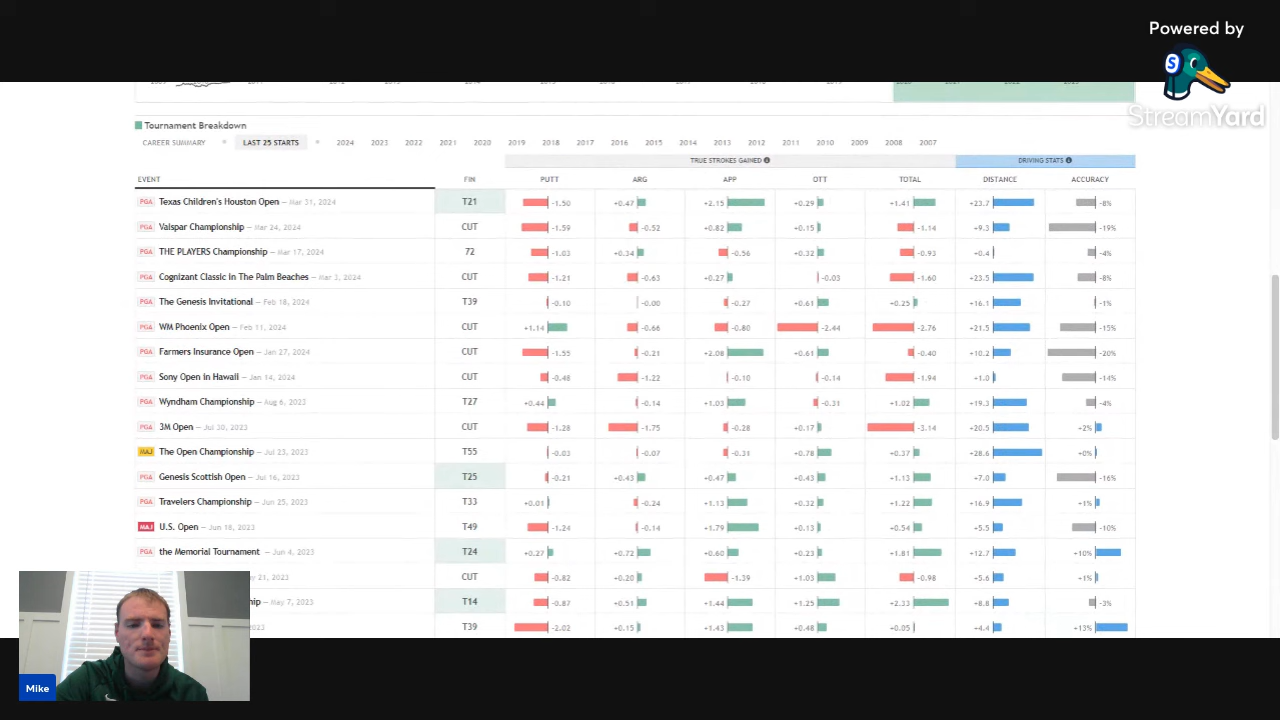 Powered by
StreamYard
Tournament Breakdown
CAREER SUMMARY LAST 25 STARTS 2024 2023 2022 2021 2020 2019 2018 2017 2016 2015 2014 2013 2012 2011 2010 2009 2008 2007
TRUE STROKES GAINED DRIVING STATS
EVENT FIN PUTT ARG APP OTT TOTAL DISTANCE ACCURACY
PGA Texas Children's Houston Open — Mar 31, 2024 T21 -1.50 +0.47 +2.15 +0.29 +1.41 +23.7 -8%
PGA Valspar Championship — Mar 24, 2024 CUT -1.59 -0.52 +0.82 +0.15 -1.14 +9.3 -19%
PGA THE PLAYERS Championship — Mar 17, 2024 72 -1.03 +0.34 -0.56 +0.32 -0.93 +0.4 -4%
PGA Cognizant Classic in The Palm Beaches — Mar 3, 2024 CUT -1.21 -0.63 +0.27 -0.03 -1.60 +23.5 -8%
PGA The Genesis Invitational — Feb 18, 2024 T39 -0.10 -0.00 -0.27 +0.61 +0.25 +16.1 -1%
PGA WM Phoenix Open — Feb 11, 2024 CUT +1.14 -0.66 -0.80 -2.44 -2.76 +21.5 -15%
PGA Farmers Insurance Open — Jan 27, 2024 CUT -1.55 -0.21 +2.08 +0.61 -0.40 +10.2 -20%
PGA Sony Open in Hawaii — Jan 14, 2024 CUT -0.48 -1.22 -0.10 -0.14 -1.94 +1.0 -14%
PGA Wyndham Championship — Aug 6, 2023 T27 +0.44 -0.14 +1.03 -0.31 +1.02 +19.3 -4%
PGA 3M Open — Jul 30, 2023 CUT -1.28 -1.75 -0.28 +0.17 -3.14 +20.5 +2%
MAJ The Open Championship — Jul 23, 2023 T55 -0.03 -0.07 -0.31 +0.78 +0.37 +28.6 +0%
PGA Genesis Scottish Open — Jul 16, 2023 T25 -0.21 +0.43 +0.47 +0.43 +1.13 +7.0 -16%
PGA Travelers Championship — Jun 25, 2023 T33 +0.01 -0.24 +1.13 +0.32 +1.22 +16.9 +1%
MAJ U.S. Open — Jun 18, 2023 T49 -1.24 -0.14 +1.79 +0.13 +0.54 +5.5 -10%
PGA the Memorial Tournament — Jun 4, 2023 T24 +0.27 +0.72 +0.60 +0.23 +1.81 +12.7 +10%
21, 2023 CUT -0.82 +0.20 -1.39 +1.03 -0.98 +5.6 +1%
May 7, 2023 T14 -0.87 +0.51 +1.44 +1.25 +2.33 +8.8 -3%
T39 -2.02 +0.15 +1.43 +0.48 +0.05 +4.4 +13%
Mike